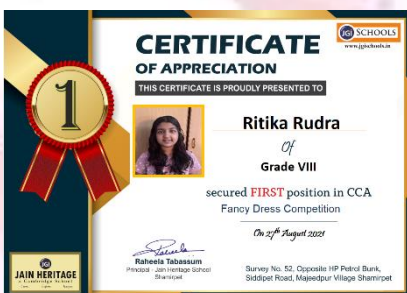 CERTIFICATE
OF APPRECIATION
JGI SCHOOLS
www.jgischools.in
THIS CERTIFICATE IS PROUDLY PRESENTED TO
1
Ritika Rudra
Of
Grade VIII
secured FIRST position in CCA
Fancy Dress Competition
On 27th August 2021
Raheela
Raheela Tabassum
Principal - Jain Heritage School
Shamirpet
Survey No. 52, Opposite HP Petrol Bunk,
Siddipet Road, Majeedpur Village Shamirpet
JGI
JAIN HERITAGE
a Cambridge School